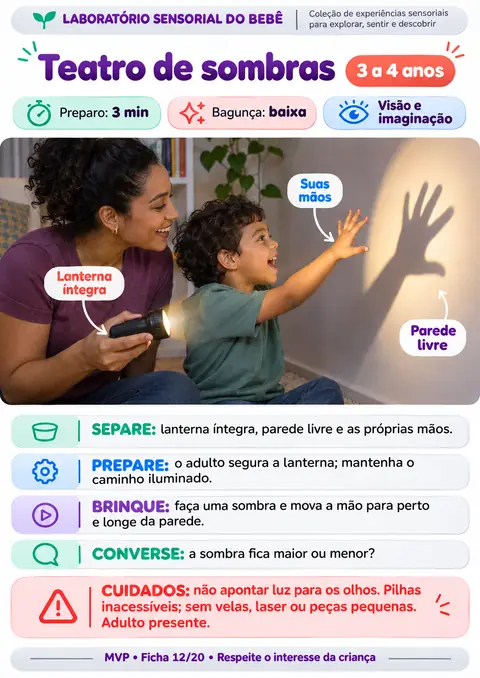 LABORATÓRIO SENSORIAL DO BEBÊ
Coleção de experiências sensoriais
para explorar, sentir e descobrir
Teatro de sombras
3 a 4 anos
Preparo: 3 min
Bagunça: baixa
Visão e
imaginação
Suas
mãos
Lanterna
íntegra
Parede
livre
SEPARE: lanterna íntegra, parede livre e as próprias mãos.
PREPARE: o adulto segura a lanterna; mantenha o
caminho iluminado.
BRINQUE: faça uma sombra e mova a mão para perto
e longe da parede.
CONVERSE: a sombra fica maior ou menor?
CUIDADOS: não apontar luz para os olhos. Pilhas
inacessíveis; sem velas, laser ou peças pequenas.
Adulto presente.
MVP • Ficha 12/20 • Respeite o interesse da criança